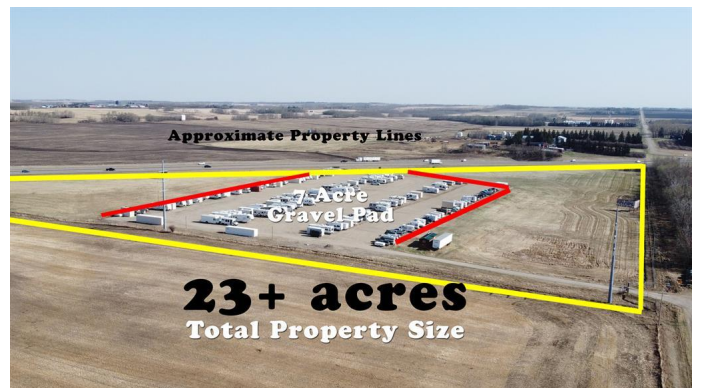 Approximate Property Lines
7 Acre
Gravel Pad
23+ acres
Total Property Size